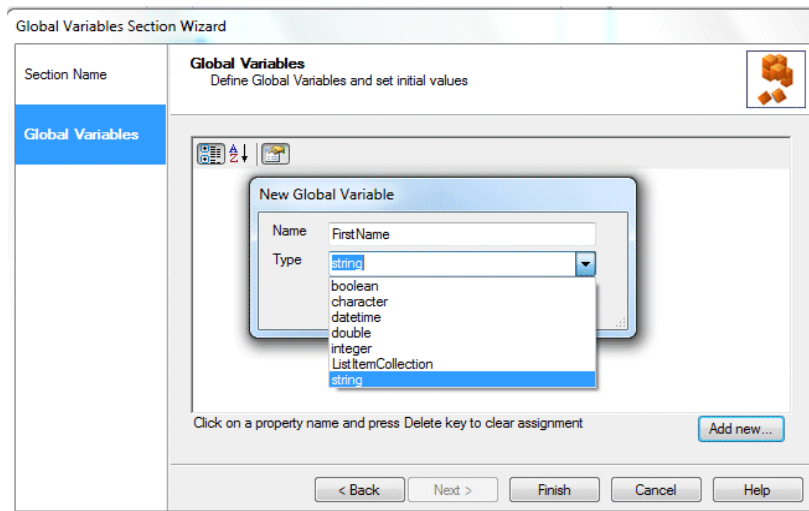 Global Variables Section Wizard
Section Name
Global Variables
Global Variables
Define Global Variables and set initial values
New Global Variable
Name FirstName
Type string
boolean
character
datetime
double
integer
ListItemCollection
string
Click on a property name and press Delete key to clear assignment
Add new...
< Back Next > Finish Cancel Help